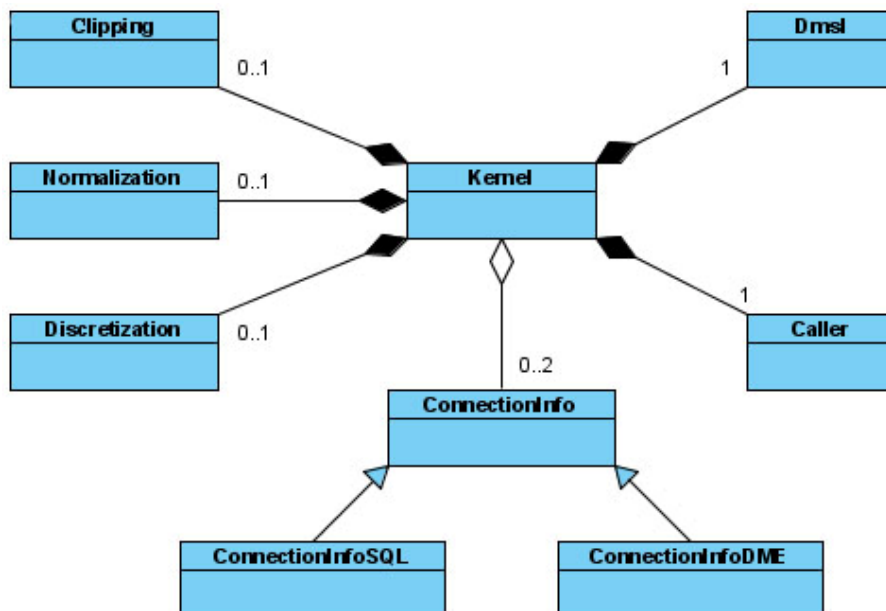 Clipping
Dmsl
0..1
1
Normalization
0..1
Kernel
Discretization
0..1
1
Caller
0..2
ConnectionInfo
ConnectionInfoSQL
ConnectionInfoDME